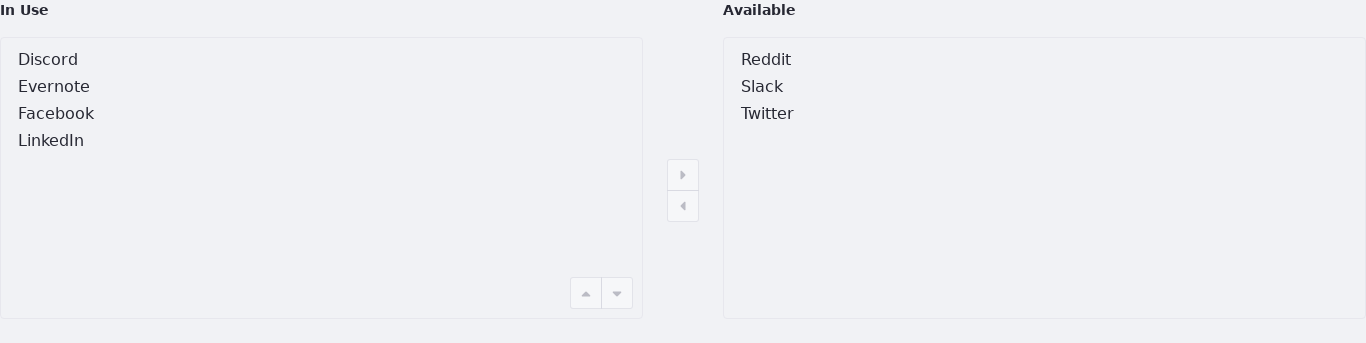 In Use
Discord
Evernote
Facebook
LinkedIn
Available
Reddit
Slack
Twitter